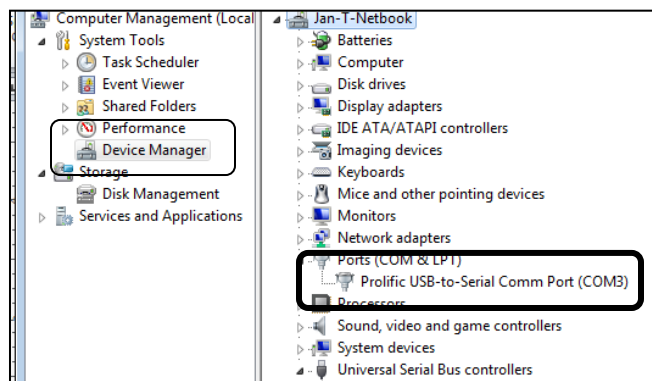 Computer Management (Local
System Tools
Task Scheduler
Event Viewer
Shared Folders
Performance
Device Manager
Storage
Disk Management
Services and Applications
Jan-T-Netbook
Batteries
Computer
Disk drives
Display adapters
IDE ATA/ATAPI controllers
Imaging devices
Keyboards
Mice and other pointing devices
Monitors
Network adapters
Ports (COM & LPT)
Prolific USB-to-Serial Comm Port (COM3)
Processors
Sound, video and game controllers
System devices
Universal Serial Bus controllers